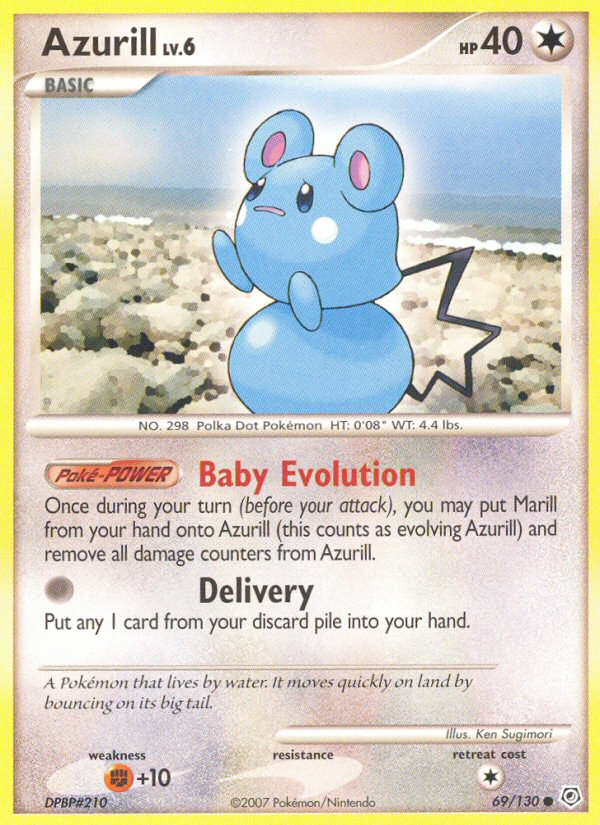 Azurill LV.6
HP 40
BASIC
NO. 298 Polka Dot Pokémon HT: 0'08" WT: 4.4 lbs.
Poké-POWER Baby Evolution
Once during your turn (before your attack), you may put Marill
from your hand onto Azurill (this counts as evolving Azurill) and
remove all damage counters from Azurill.
Delivery
Put any 1 card from your discard pile into your hand.
A Pokémon that lives by water. It moves quickly on land by
bouncing on its big tail.
Illus. Ken Sugimori
weakness resistance retreat cost
+10
DPBP#210 ©2007 Pokémon/Nintendo 69/130